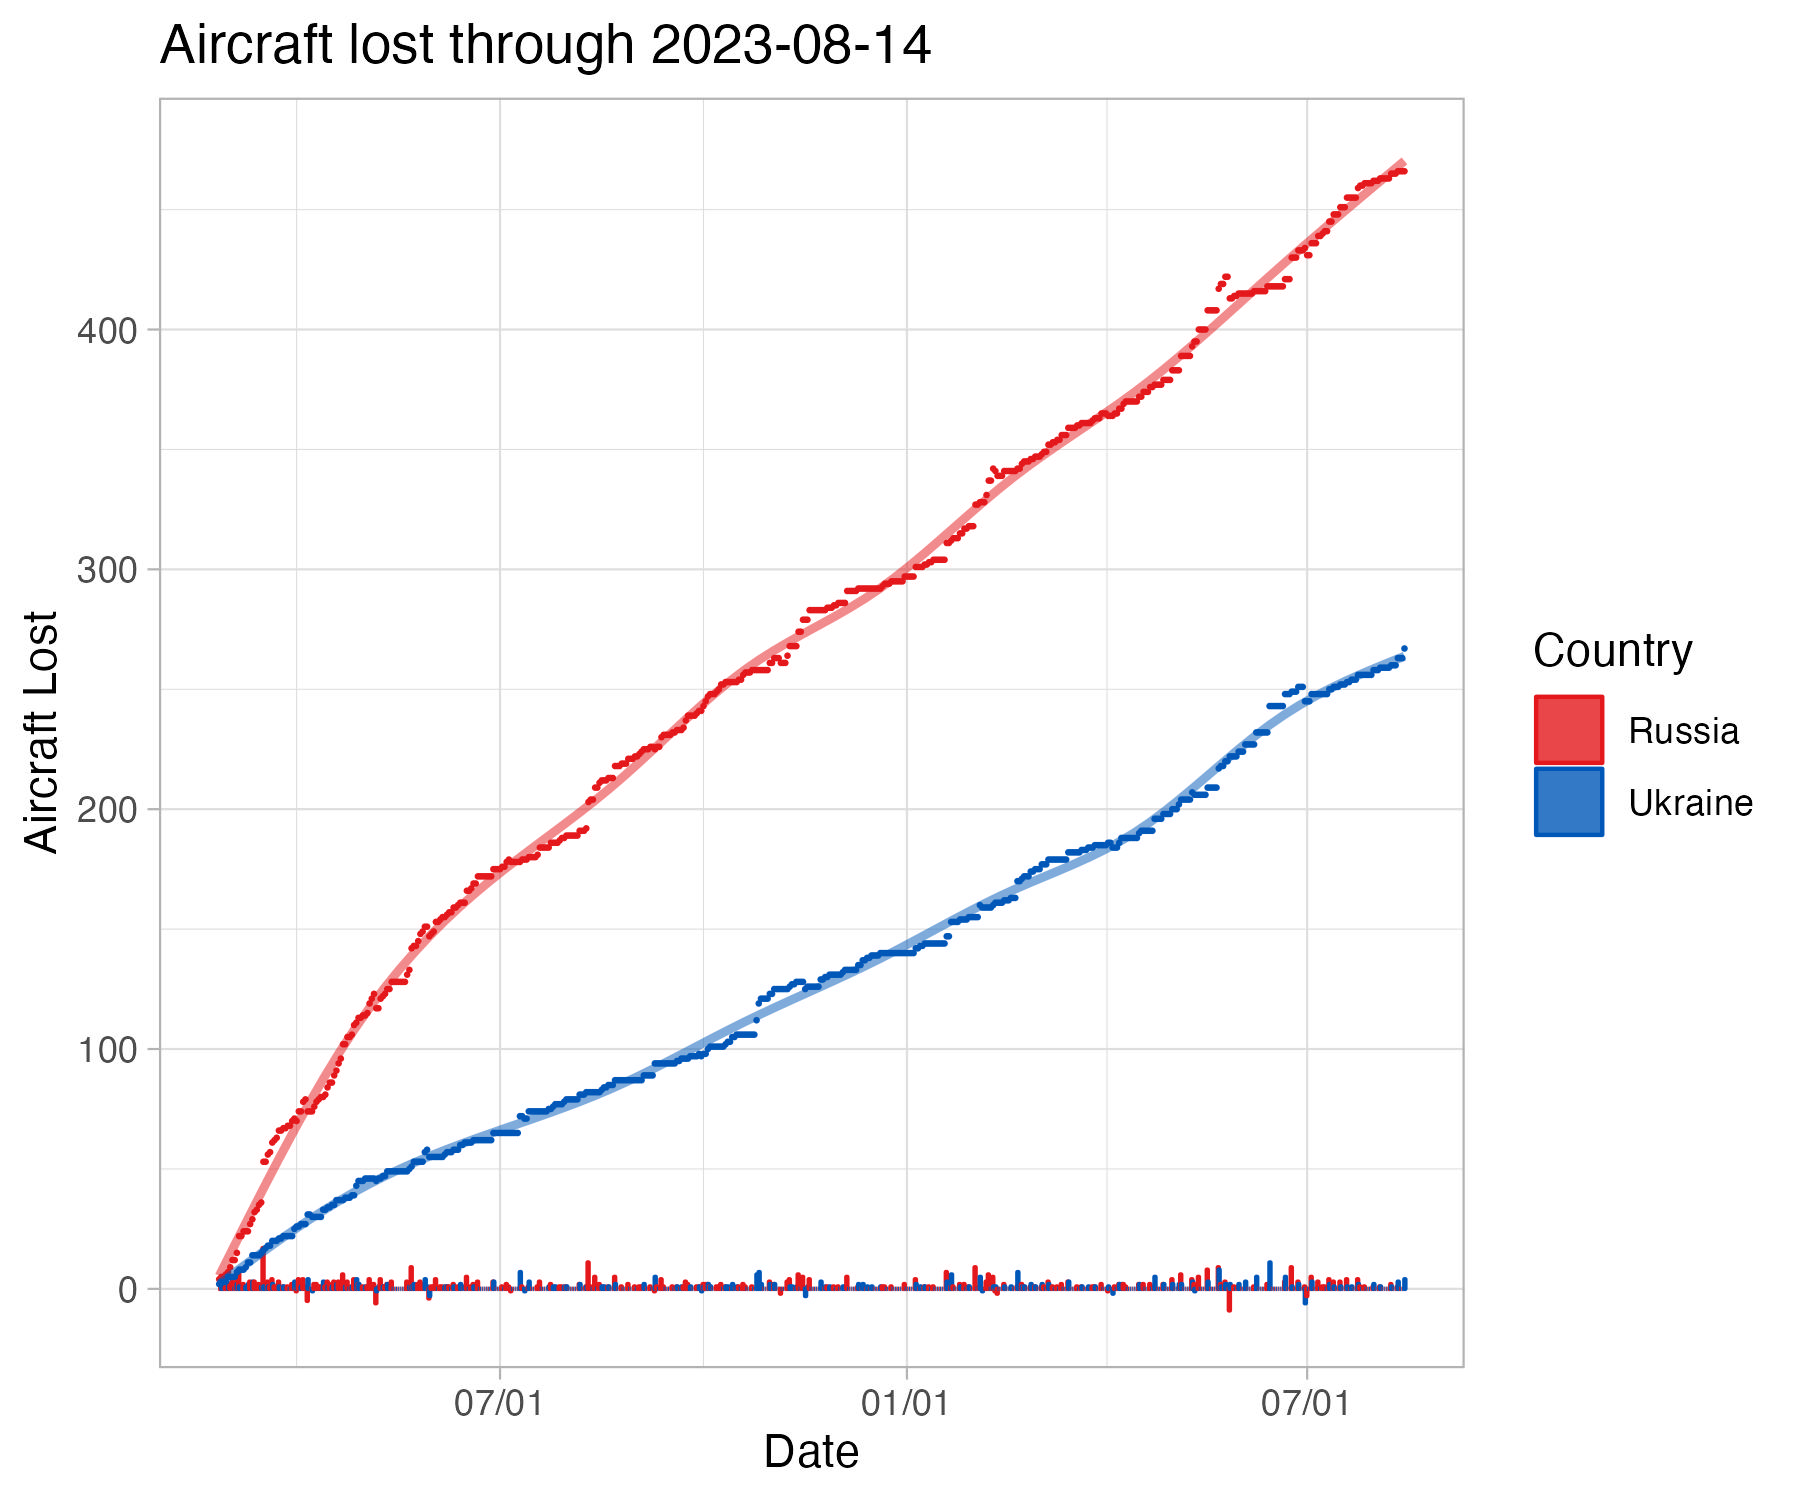 Aircraft lost through 2023-08-14
Aircraft Lost
400
300
200
100
0
07/01
01/01
07/01
Date
Country
Russia
Ukraine